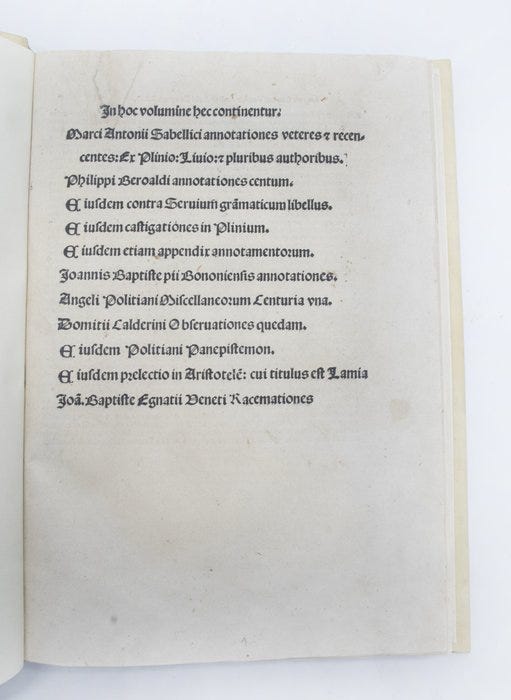 In hoc volumine hec continentur.
Marci Antonii Sabellici annotationes veteres ⁊ recen-
centes: Ex Plinio: Liuio: ⁊ pluribus authoribus.
Philippi Beroaldi annotationes centum.
Eiusdem contra Seruium grãmaticum libellus.
Eiusdem castigationes in Plinium.
Eiusdem etiam appendix annotamentorum.
Joannis Baptiste pii Bononiensis annotationes.
Angeli Politiani Miscellaneorum Centuria vna.
Domitii Calderini Obseruationes quedam.
Eiusdem Politiani Panepistemon.
Eiusdem prelectio in Aristotelẽ: cui titulus est Lamia
Joã. Baptiste Egnatii Veneti Racemationes